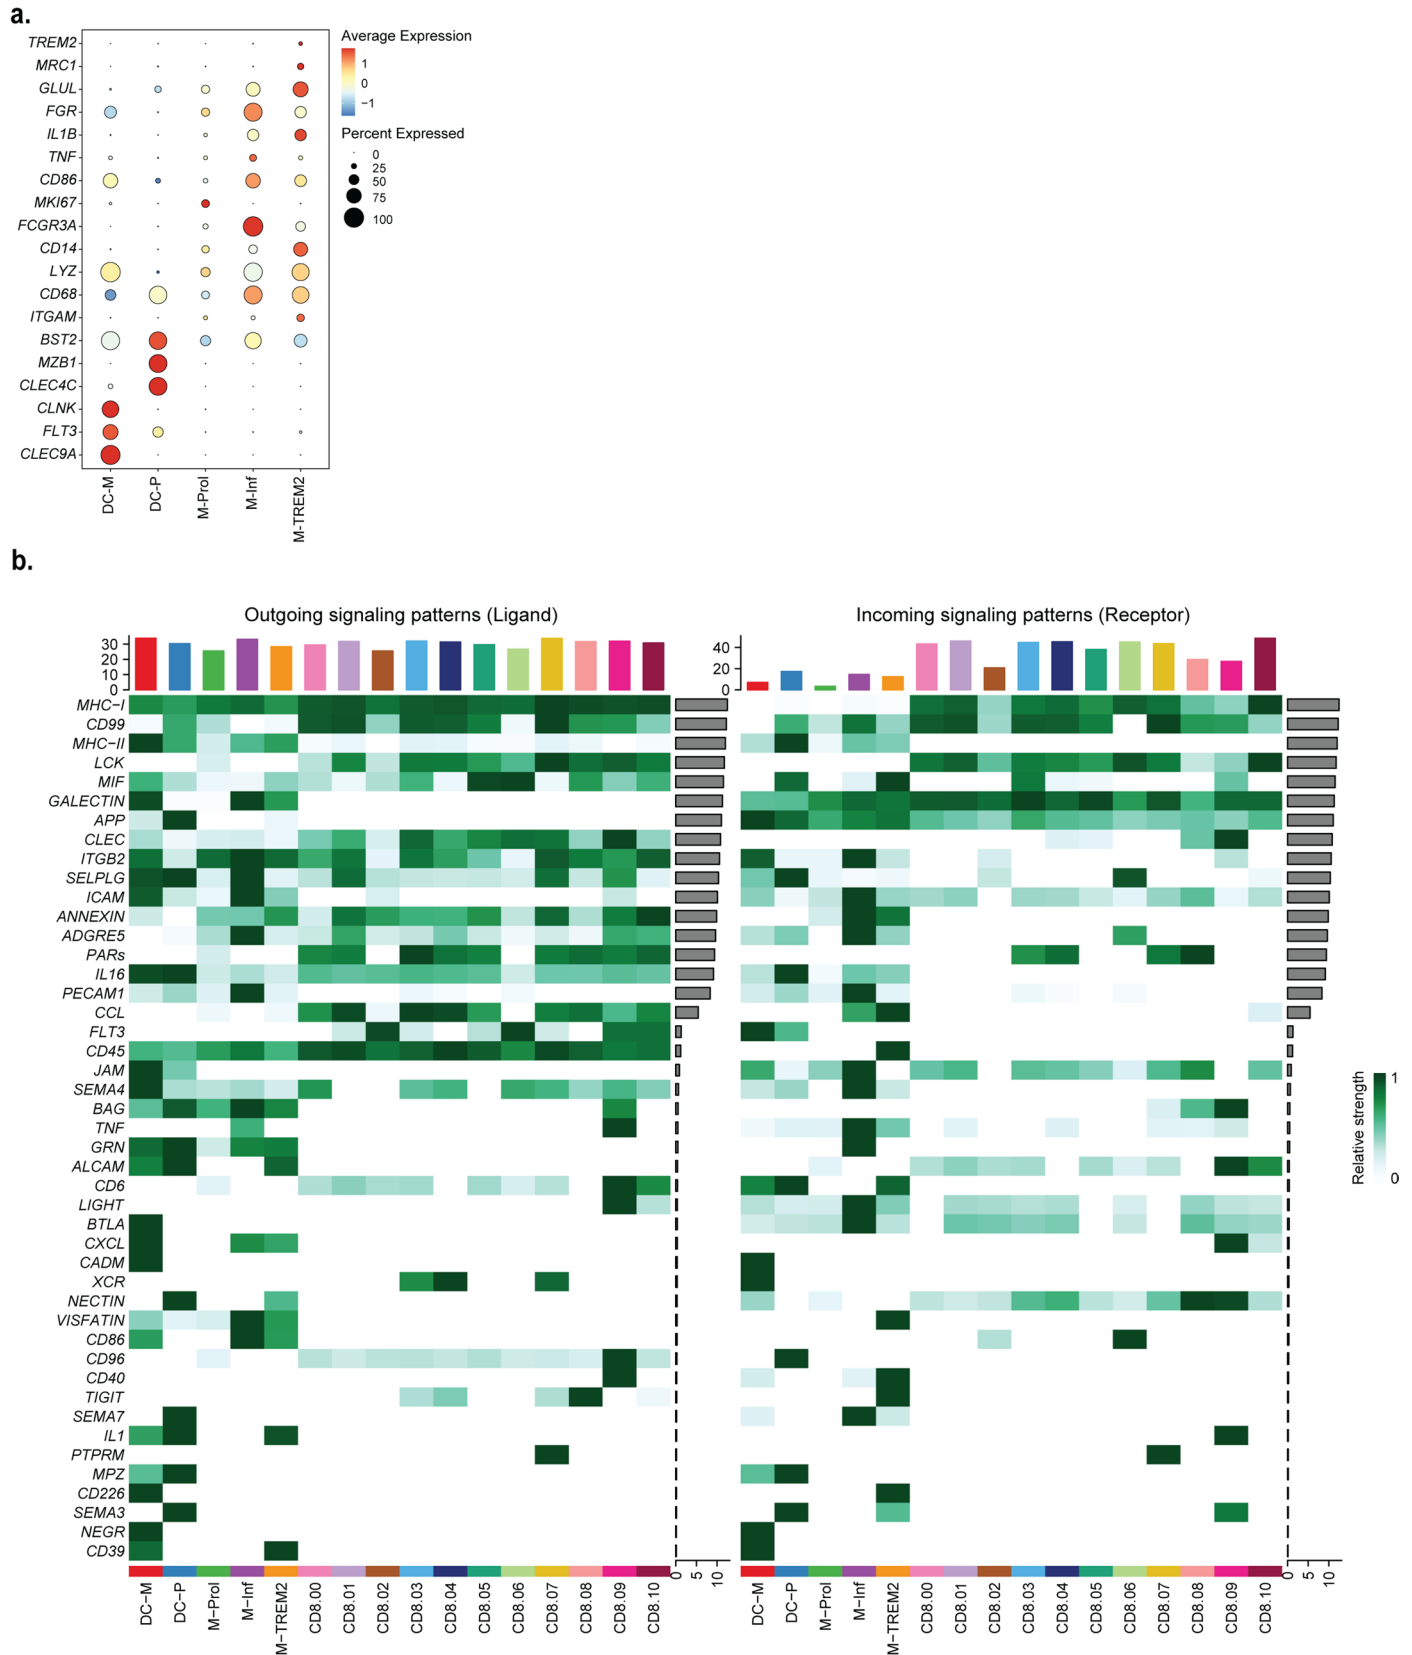 a.
TREM2
MRC1
GLUL
FGR
IL1B
TNF
CD86
MKI67
FCGR3A
CD14
LYZ
CD68
ITGAM
BST2
MZB1
CLEC4C
CLNK
FLT3
CLEC9A
DC-M
DC-P
M-Prol
M-Inf
M-TREM2
Average Expression
1
0
−1
Percent Expressed
0
25
50
75
100
b.
Outgoing signaling patterns (Ligand)
30
20
10
0
MHC−I
CD99
MHC−II
LCK
MIF
GALECTIN
APP
CLEC
ITGB2
SELPLG
ICAM
ANNEXIN
ADGRE5
PARs
IL16
PECAM1
CCL
FLT3
CD45
JAM
SEMA4
BAG
TNF
GRN
ALCAM
CD6
LIGHT
BTLA
CXCL
CADM
XCR
NECTIN
VISFATIN
CD86
CD96
CD40
TIGIT
SEMA7
IL1
PTPRM
MPZ
CD226
SEMA3
NEGR
CD39
DC−M
DC−P
M−Prol
M−Inf
M−TREM2
CD8.00
CD8.01
CD8.02
CD8.03
CD8.04
CD8.05
CD8.06
CD8.07
CD8.08
CD8.09
CD8.10
0
5
10
Incoming signaling patterns (Receptor)
40
20
0
DC−M
DC−P
M−Prol
M−Inf
M−TREM2
CD8.00
CD8.01
CD8.02
CD8.03
CD8.04
CD8.05
CD8.06
CD8.07
CD8.08
CD8.09
CD8.10
0
5
10
Relative strength
1
0